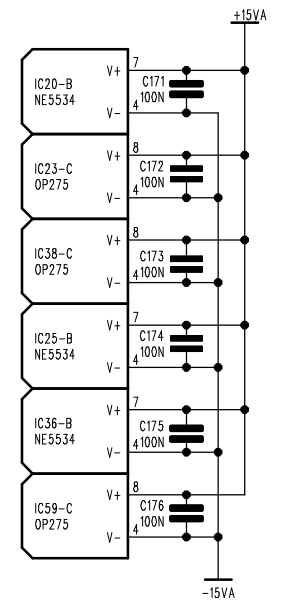 +15VA
7
V+
C171
IC20-B
100N
NE5534
V-
4
8
V+
C172
IC23-C
100N
OP275
V-
4
8
V+
C173
IC38-C
100N
OP275
V-
4
7
V+
C174
IC25-B
100N
NE5534
V-
4
7
V+
C175
IC36-B
100N
NE5534
V-
4
8
V+
C176
IC59-C
100N
OP275
V-
4
-15VA